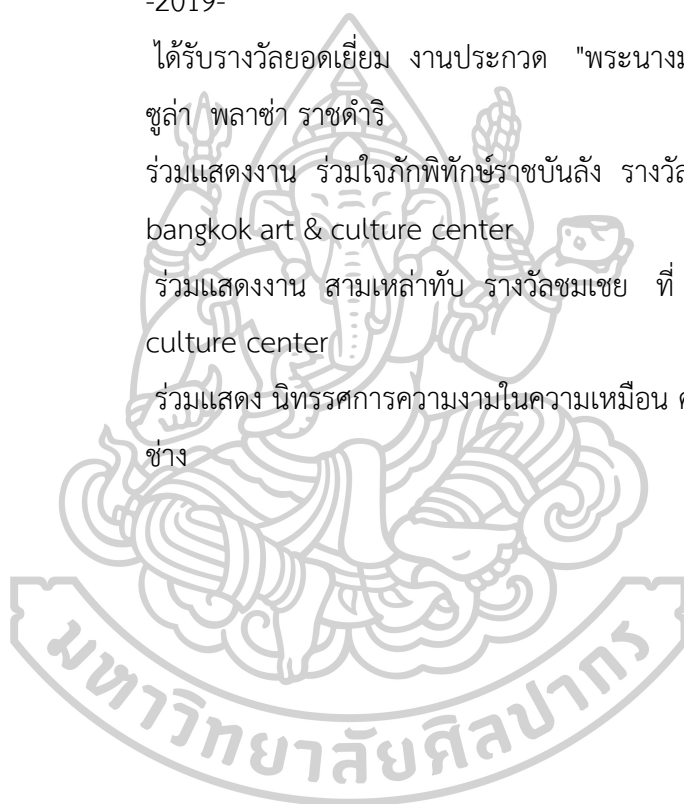 -2019-
ได้รับรางวัลยอดเยี่ยม งานประกวด "พระนางม
ซูล่า พลาซ่า ราชดำริ
ร่วมแสดงงาน ร่วมใจภักพิทักษ์ราชบันลัง รางวัล
bangkok art & culture center
ร่วมแสดงงาน สามเหล่าทับ รางวัลชมเชย ที่
culture center
ร่วมแสดง นิทรรศการความงามในความเหมือน
ช่าง
มหาวิทยาลัยศิลปากร